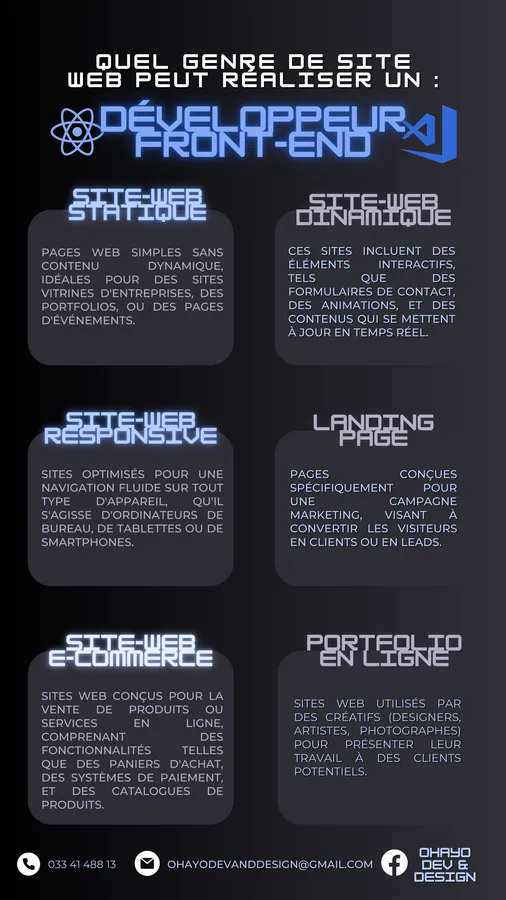 QUEL GENRE DE SITE
WEB PEUT RÉALISER UN :
DÉVELOPPEUR
FRONT-END
SITE-WEB
STATIQUE
PAGES WEB SIMPLES SANS
CONTENU DYNAMIQUE,
IDÉALES POUR DES SITES
VITRINES D'ENTREPRISES, DES
PORTFOLIOS, OU DES PAGES
D'ÉVÉNEMENTS.
SITE-WEB
DINAMIQUE
CES SITES INCLUENT DES
ÉLÉMENTS INTERACTIFS,
TELS QUE DES
FORMULAIRES DE CONTACT,
DES ANIMATIONS, ET DES
CONTENUS QUI SE METTENT
À JOUR EN TEMPS RÉEL.
SITE-WEB
RESPONSIVE
SITES OPTIMISÉS POUR UNE
NAVIGATION FLUIDE SUR TOUT
TYPE D'APPAREIL, QU'IL
S'AGISSE D'ORDINATEURS DE
BUREAU, DE TABLETTES OU DE
SMARTPHONES.
LANDING
PAGE
PAGES CONÇUES
SPÉCIFIQUEMENT POUR
UNE CAMPAGNE
MARKETING, VISANT À
CONVERTIR LES VISITEURS
EN CLIENTS OU EN LEADS.
SITE-WEB
E-COMMERCE
SITES WEB CONÇUS POUR LA
VENTE DE PRODUITS OU
SERVICES EN LIGNE,
COMPRENANT DES
FONCTIONNALITÉS TELLES
QUE DES PANIERS D'ACHAT,
DES SYSTÈMES DE PAIEMENT,
ET DES CATALOGUES DE
PRODUITS.
PORTFOLIO
EN LIGNE
SITES WEB UTILISÉS PAR
DES CRÉATIFS (DESIGNERS,
ARTISTES, PHOTOGRAPHES)
POUR PRÉSENTER LEUR
TRAVAIL À DES CLIENTS
POTENTIELS.
033 41 488 13
OHAYODEVANDDESIGN@GMAIL.COM
OHAYO
DEV &
DESIGN